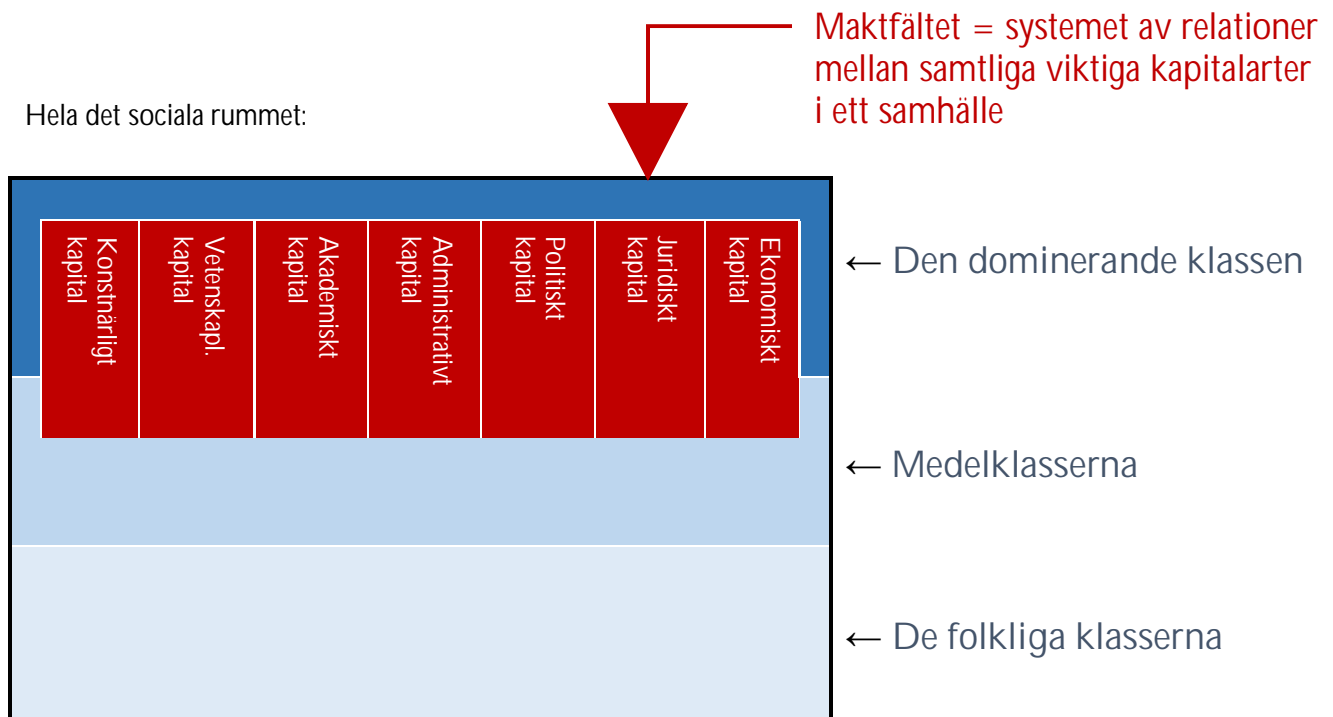 Maktfältet = systemet av relationer
mellan samtliga viktiga kapitalarter
i ett samhälle
Hela det sociala rummet:
Konstnärligt
kapital
Vetenskapl.
kapital
Akademiskt
kapital
Administrativt
kapital
Politiskt
kapital
Juridiskt
kapital
Ekonomiskt
kapital
← Den dominerande klassen
← Medelklasserna
← De folkliga klasserna